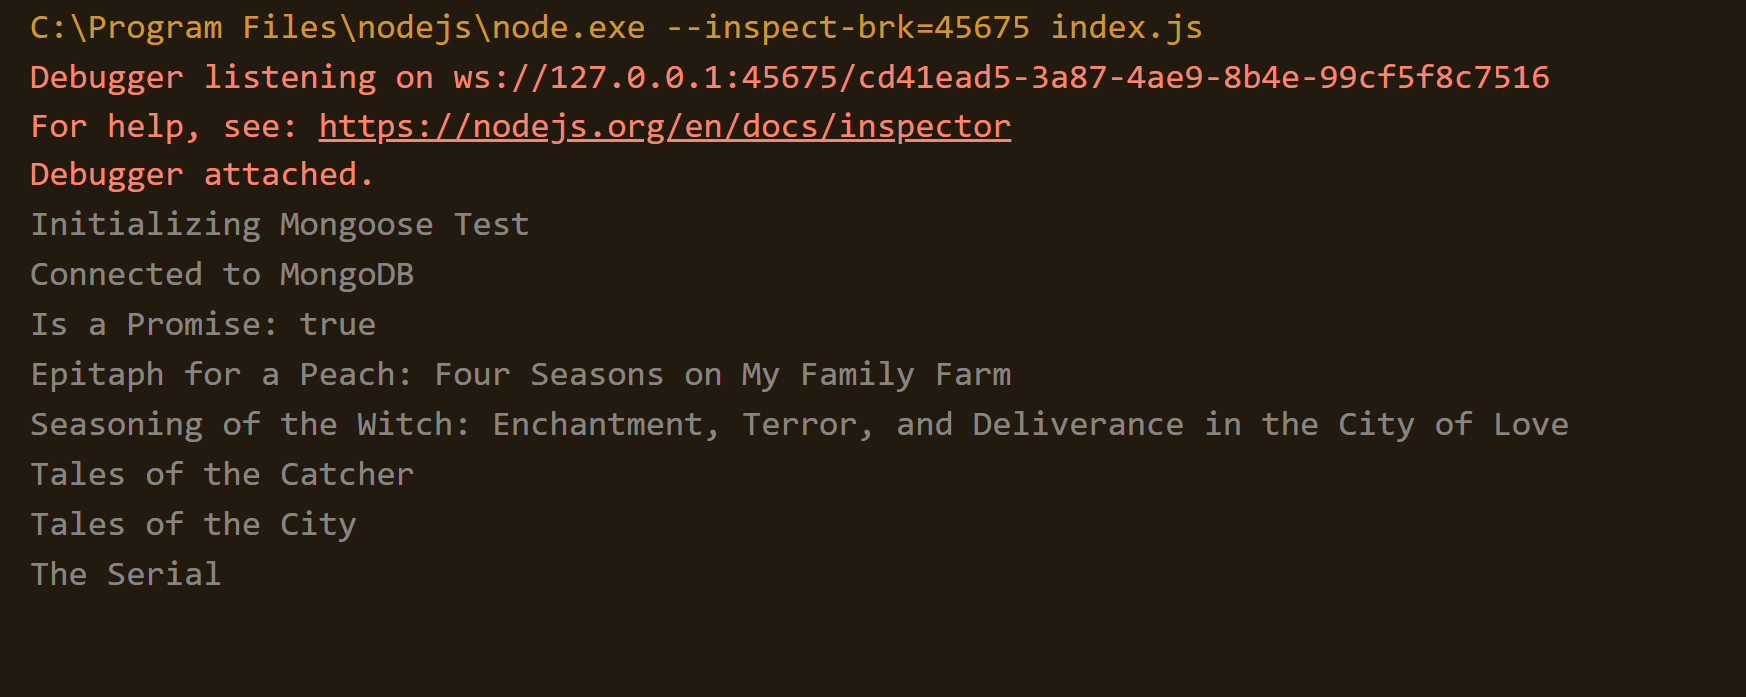 C:\Program Files\nodejs\node.exe --inspect-brk=45675 index.js
Debugger listening on ws://127.0.0.1:45675/cd41ead5-3a87-4ae9-8b4e-99cf5f8c7516
For help, see: https://nodejs.org/en/docs/inspector
Debugger attached.
Initializing Mongoose Test
Connected to MongoDB
Is a Promise: true
Epitaph for a Peach: Four Seasons on My Family Farm
Seasoning of the Witch: Enchantment, Terror, and Deliverance in the City of Love
Tales of the Catcher
Tales of the City
The Serial